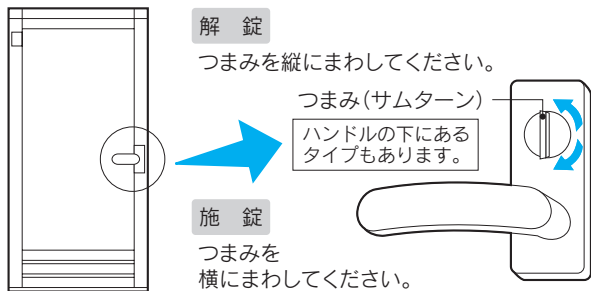 解 錠
つまみを縦にまわしてください。
つまみ(サムターン)
ハンドルの下にある
タイプもあります。
施 錠
つまみを
横にまわしてください。